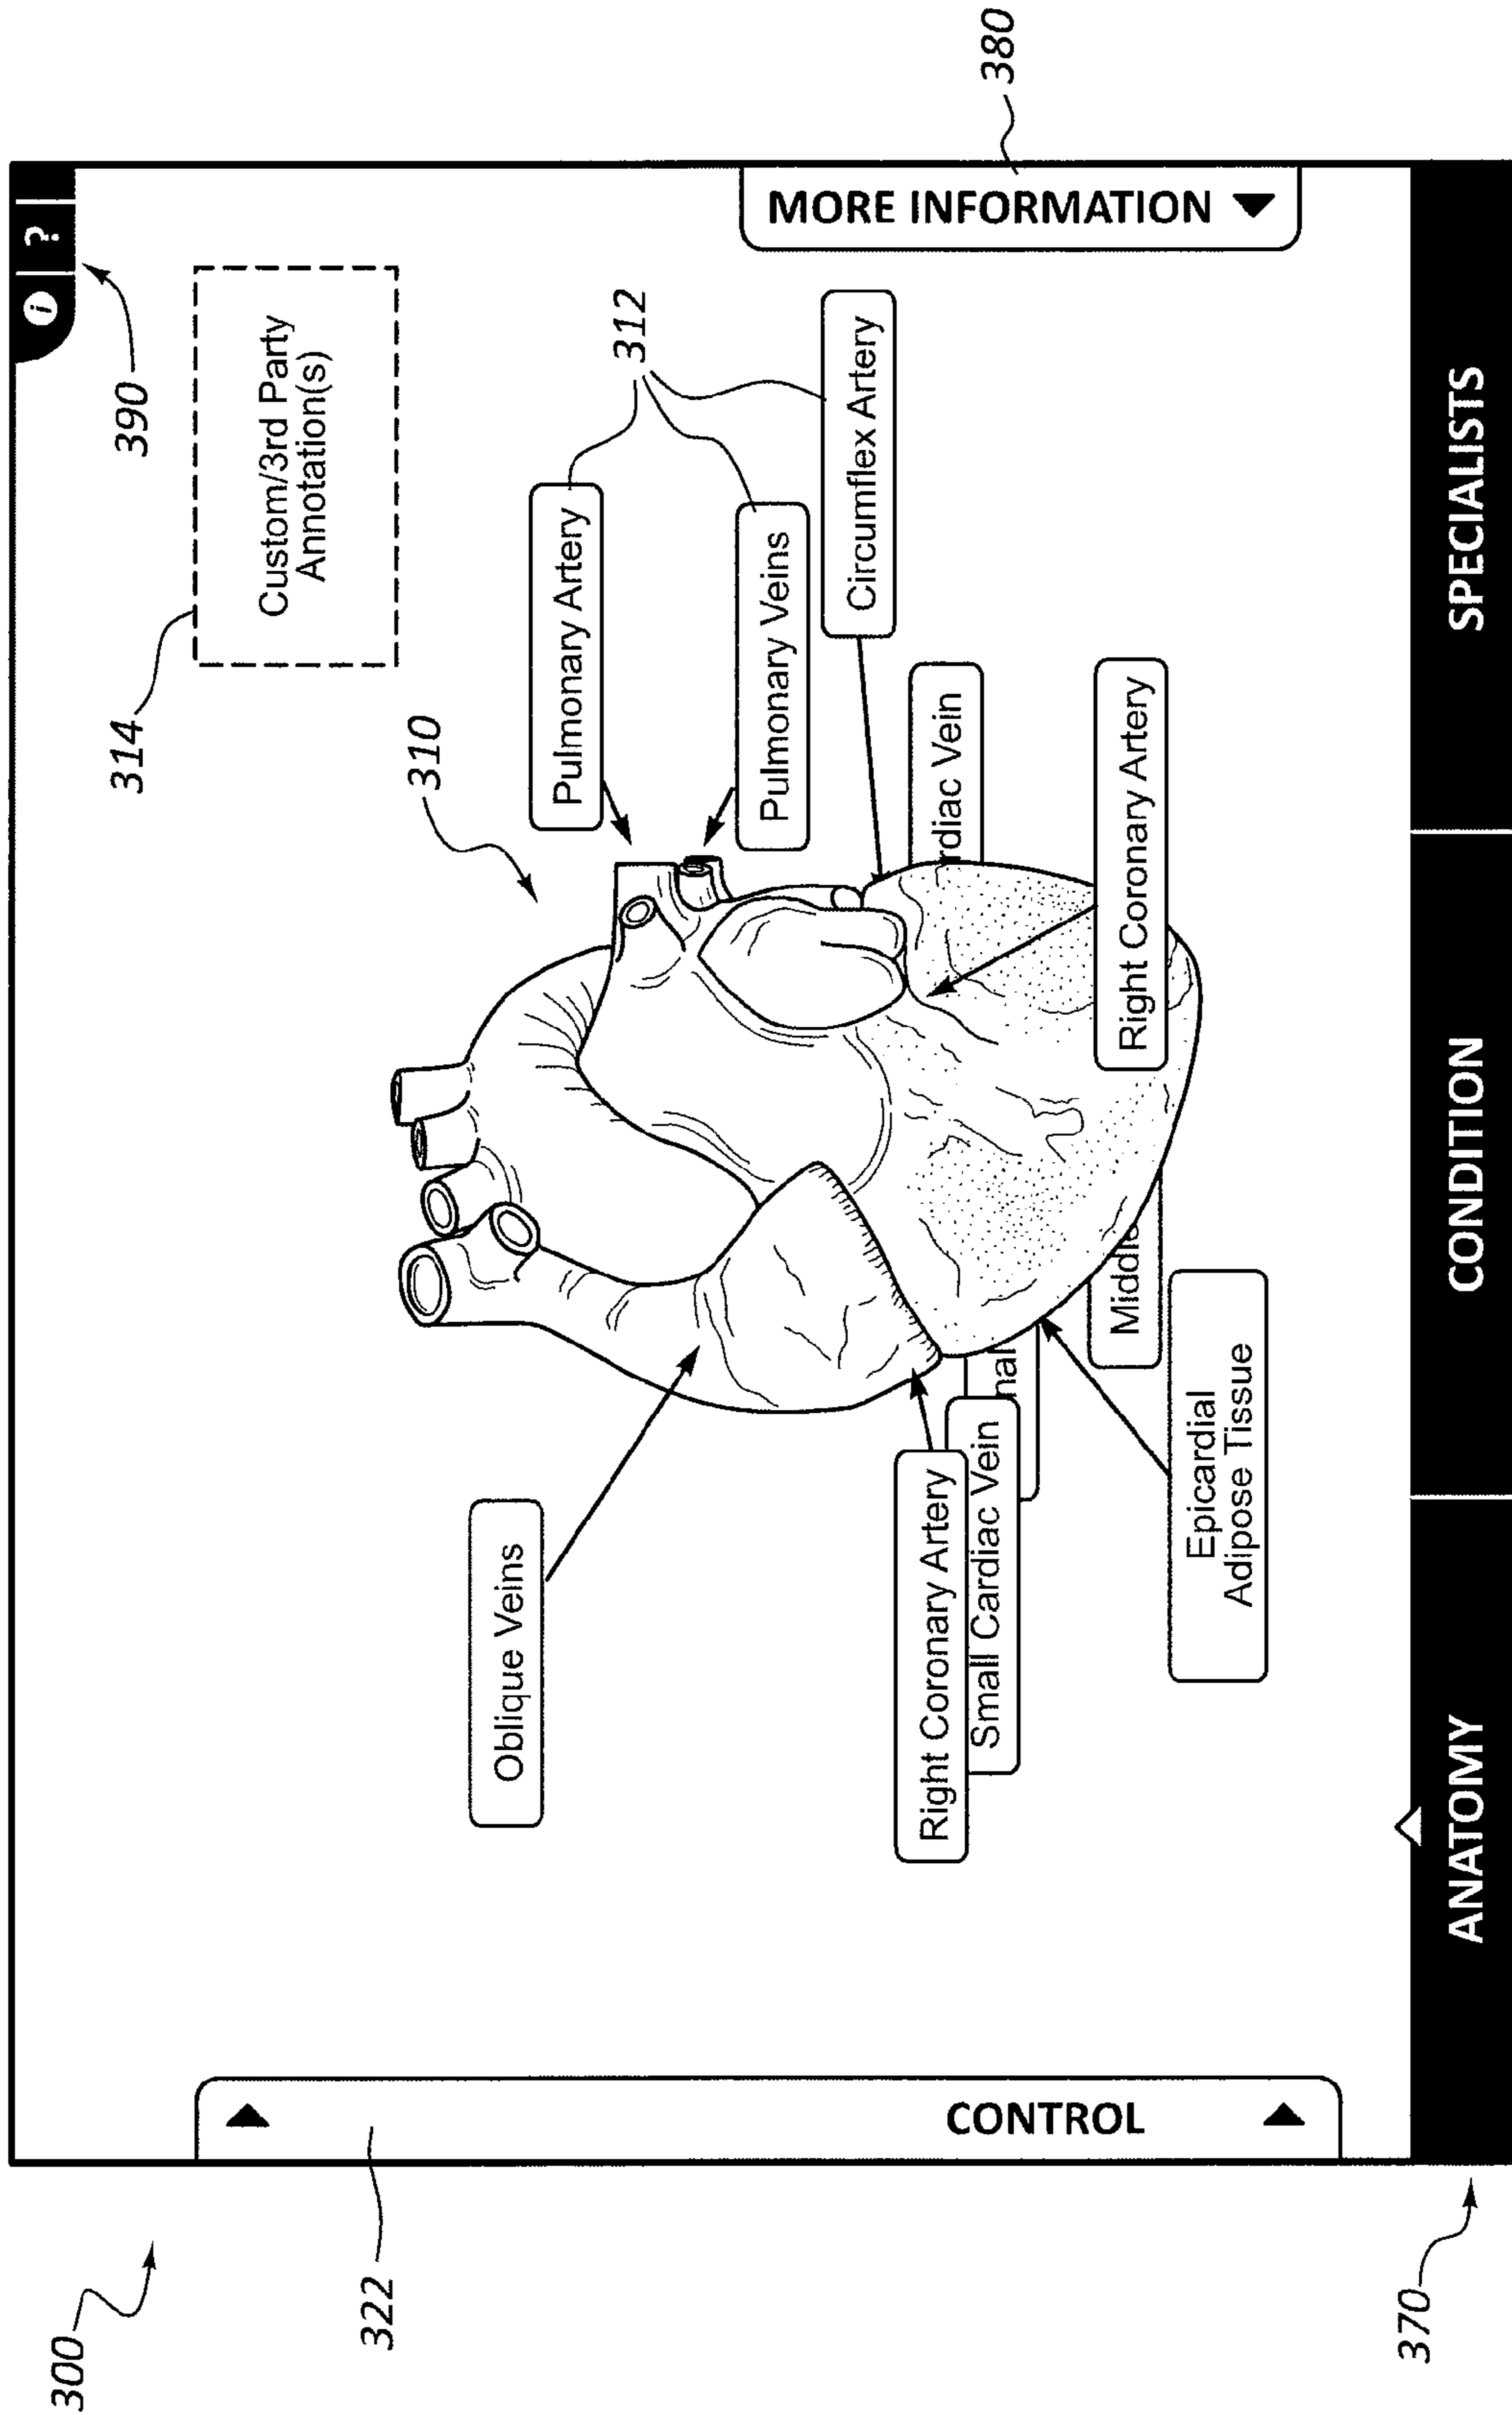 300
390
i
?
314
Custom/3rd Party
Annotation(s)
310
322
312
Pulmonary Artery
Oblique Veins
Pulmonary Veins
Circumflex Artery
380
MORE INFORMATION
CONTROL
Right Coronary Artery
rdiac Vein
Small Cardiac Vein
nal
Right Coronary Artery
Middle
Epicardial
Adipose Tissue
370
ANATOMY
CONDITION
SPECIALISTS